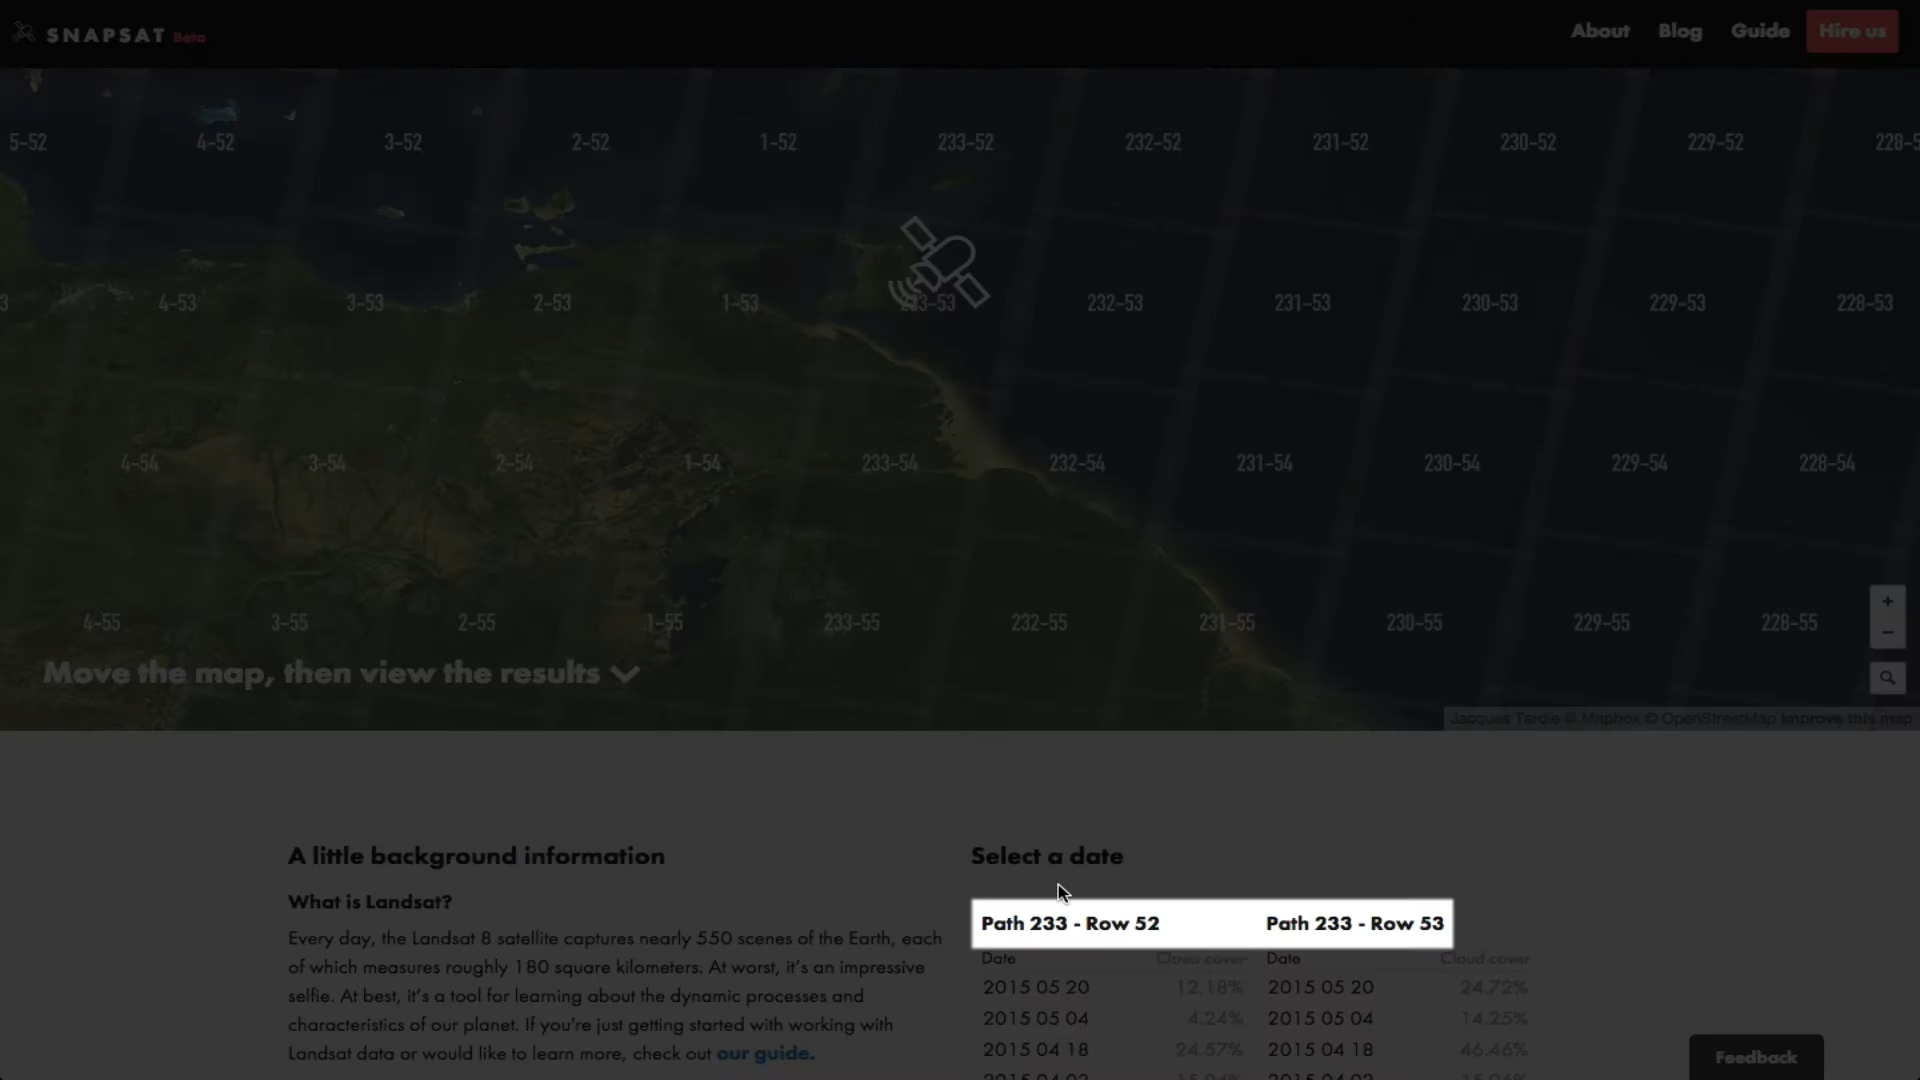 SNAPSAT Beta
About Blog Guide Hire us
5-52 4-52 3-52 2-52 1-52 233-52 232-52 231-52 230-52 229-52 228-5
3 4-53 3-53 2-53 1-53 233-53 232-53 231-53 230-53 229-53 228-53
4-54 3-54 2-54 1-54 233-54 232-54 231-54 230-54 229-54 228-54
4-55 3-55 2-55 1-55 233-55 232-55 231-55 230-55 229-55 228-55
+
−
Move the map, then view the results
Jacques Tardie © Mapbox © OpenStreetMap Improve this map
A little background information
What is Landsat?
Every day, the Landsat 8 satellite captures nearly 550 scenes of the Earth, each
of which measures roughly 180 square kilometers. At worst, it's an impressive
selfie. At best, it's a tool for learning about the dynamic processes and
characteristics of our planet. If you're just getting started with working with
Landsat data or would like to learn more, check out our guide.
Select a date
Path 233 - Row 52 Path 233 - Row 53
Date Cloud cover Date Cloud cover
2015 05 20 12.18% 2015 05 20 24.72%
2015 05 04 4.24% 2015 05 04 14.25%
2015 04 18 24.57% 2015 04 18 46.46%
Feedback